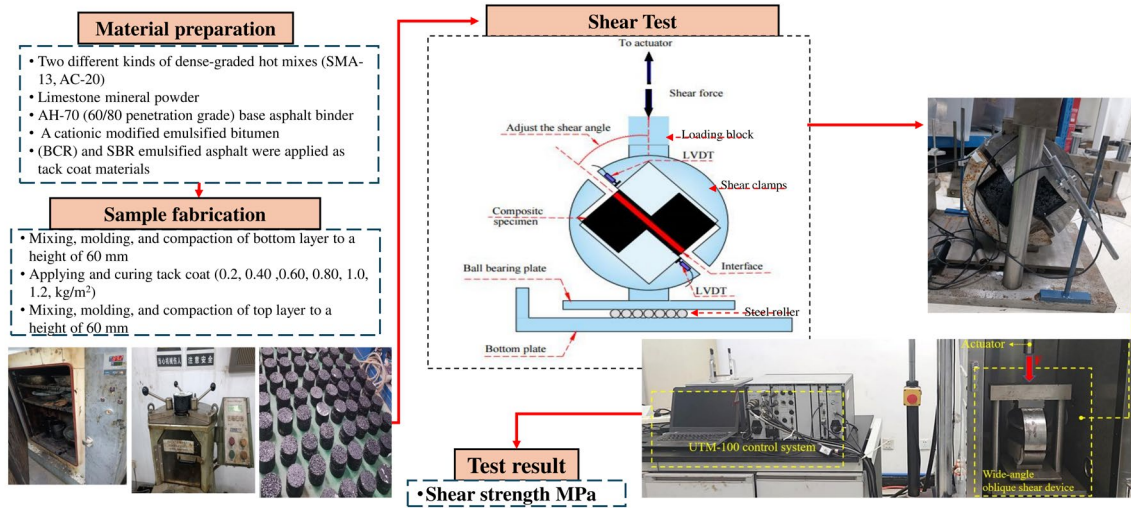 Material preparation
• Two different kinds of dense-graded hot mixes (SMA-
13, AC-20)
• Limestone mineral powder
• AH-70 (60/80 penetration grade) base asphalt binder
• A cationic modified emulsified bitumen
• (BCR) and SBR emulsified asphalt were applied as
tack coat materials
Sample fabrication
• Mixing, molding, and compaction of bottom layer to a
height of 60 mm
• Applying and curing tack coat (0.2, 0.40 ,0.60, 0.80, 1.0,
1.2, kg/m²)
• Mixing, molding, and compaction of top layer to a
height of 60 mm
注意安全
Shear Test
To actuator
Shear force
Adjust the shear angle
Loading block
LVDT
Shear clamps
Composite
specimen
Interface
Ball bearing plate
LVDT
Steel roller
Bottom plate
Actuator
UTM-100 control system
Wide-angle
oblique shear device
Test result
•Shear strength MPa